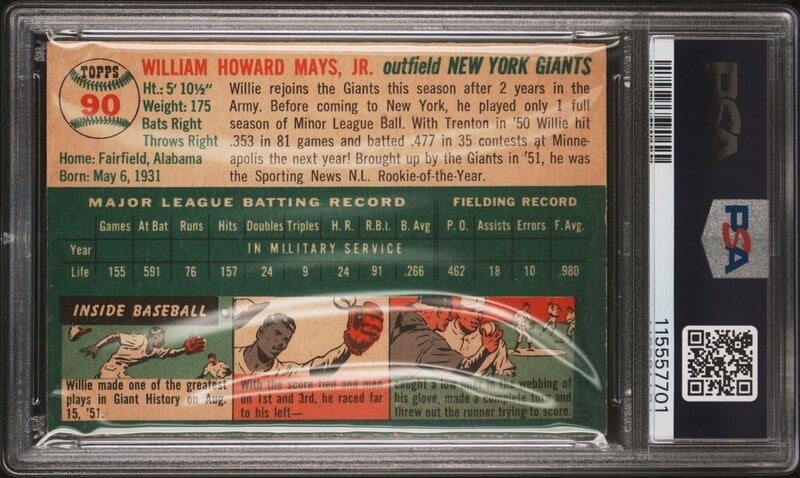 TOPPS
90
WILLIAM HOWARD MAYS, JR. outfield NEW YORK GIANTS
Ht.: 5' 10½"
Weight: 175
Bats Right
Throws Right
Home: Fairfield, Alabama
Born: May 6, 1931
Willie rejoins the Giants this season after 2 years in the
Army. Before coming to New York, he played only 1 full
season of Minor League Ball. With Trenton in '50 Willie hit
.353 in 81 games and batted .477 in 35 contests at Minne-
apolis the next year! Brought up by the Giants in '51, he was
the Sporting News N.L. Rookie-of-the-Year.
MAJOR LEAGUE BATTING RECORD FIELDING RECORD
Games At Bat Runs Hits Doubles Triples H. R. R.B.I. B. Avg P. O. Assists Errors F. Avg.
Year IN MILITARY SERVICE
Life 155 591 76 157 24 9 24 91 .266 462 18 10 .980
INSIDE BASEBALL
Willie made one of the greatest
plays in Giant History on Aug.
15, '51.
With the score tied and men
on 1st and 3rd, he raced far
to his left—
caught a low liner in the webbing of
his glove, made a complete turn and
threw out the runner trying to score.
PSA
PSA
115557701